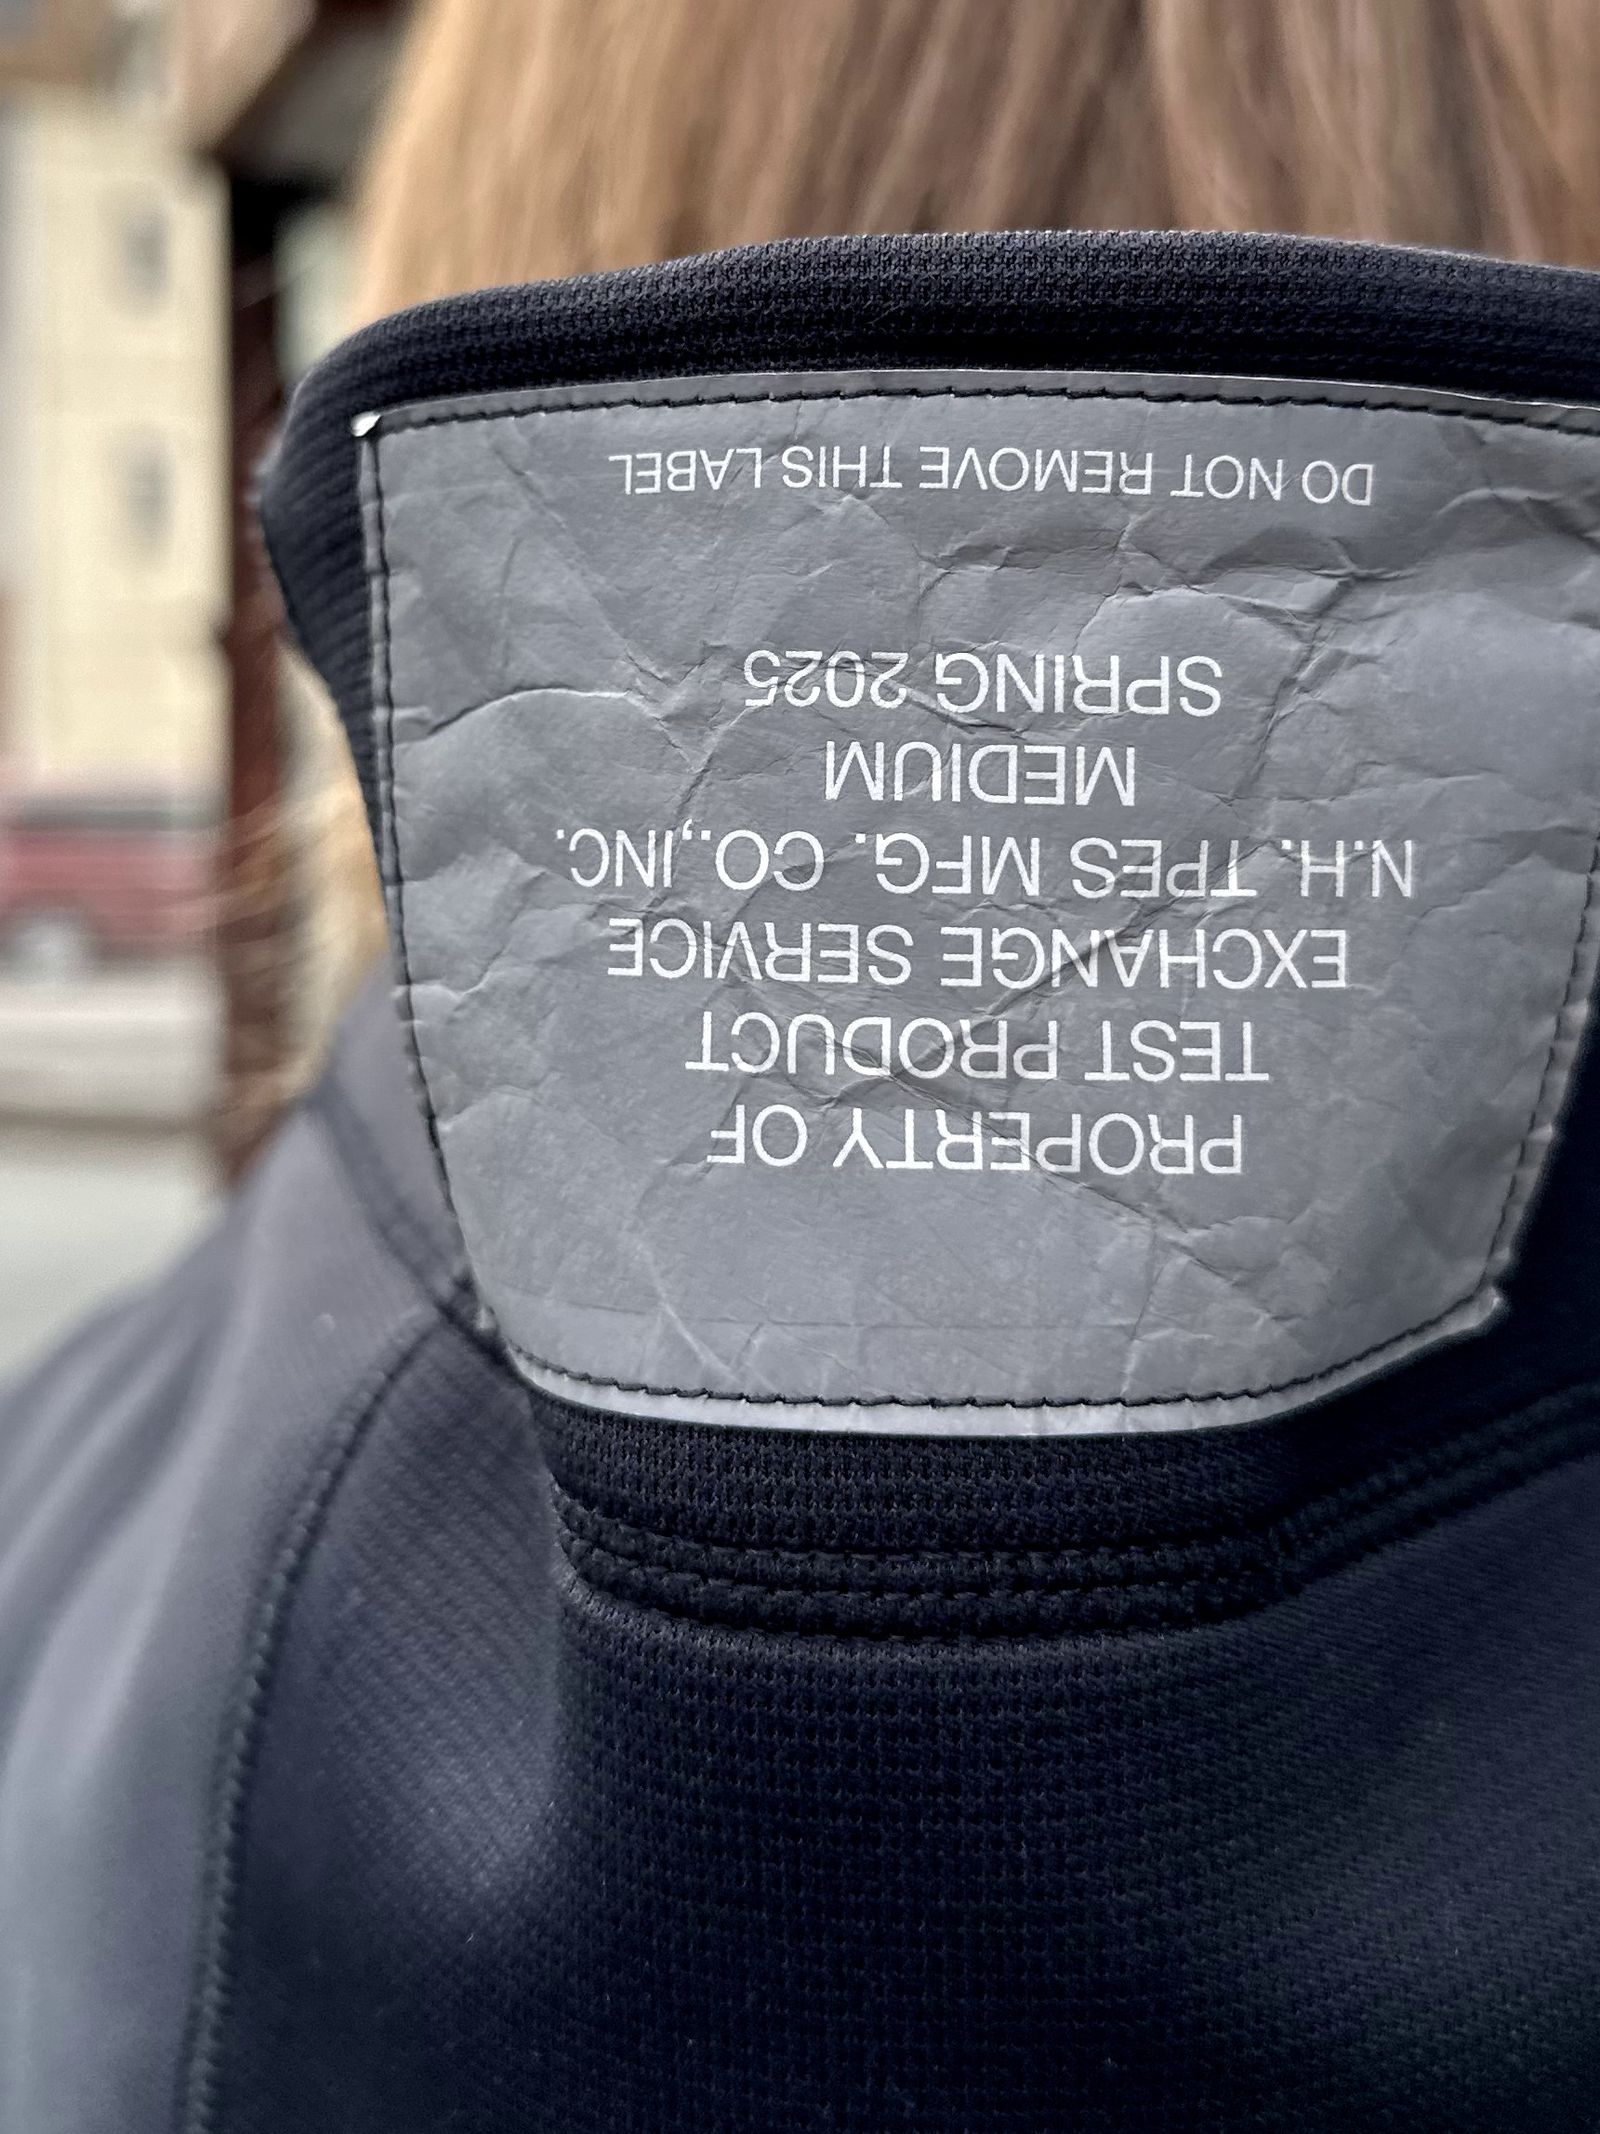 PROPERTY OF
TEST PRODUCT
EXCHANGE SERVICE
N.H. TPES MFG. CO.,INC.
MEDIUM
SPRING 2025
DO NOT REMOVE THIS LABEL